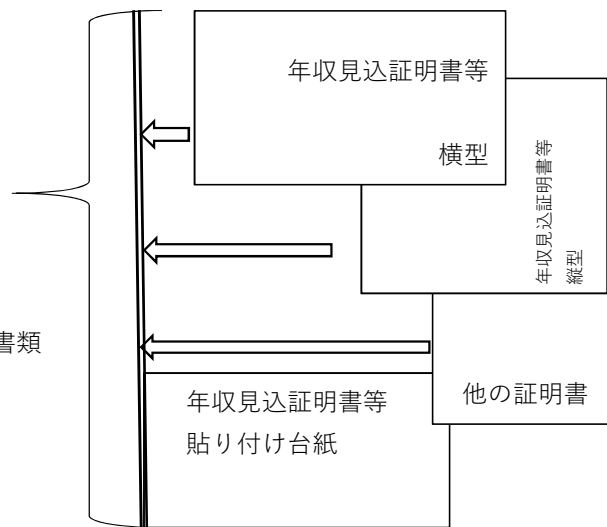 年収見込証明書等
横型
年収見込証明書等
縦型
書類
他の証明書
年収見込証明書等
貼り付け台紙